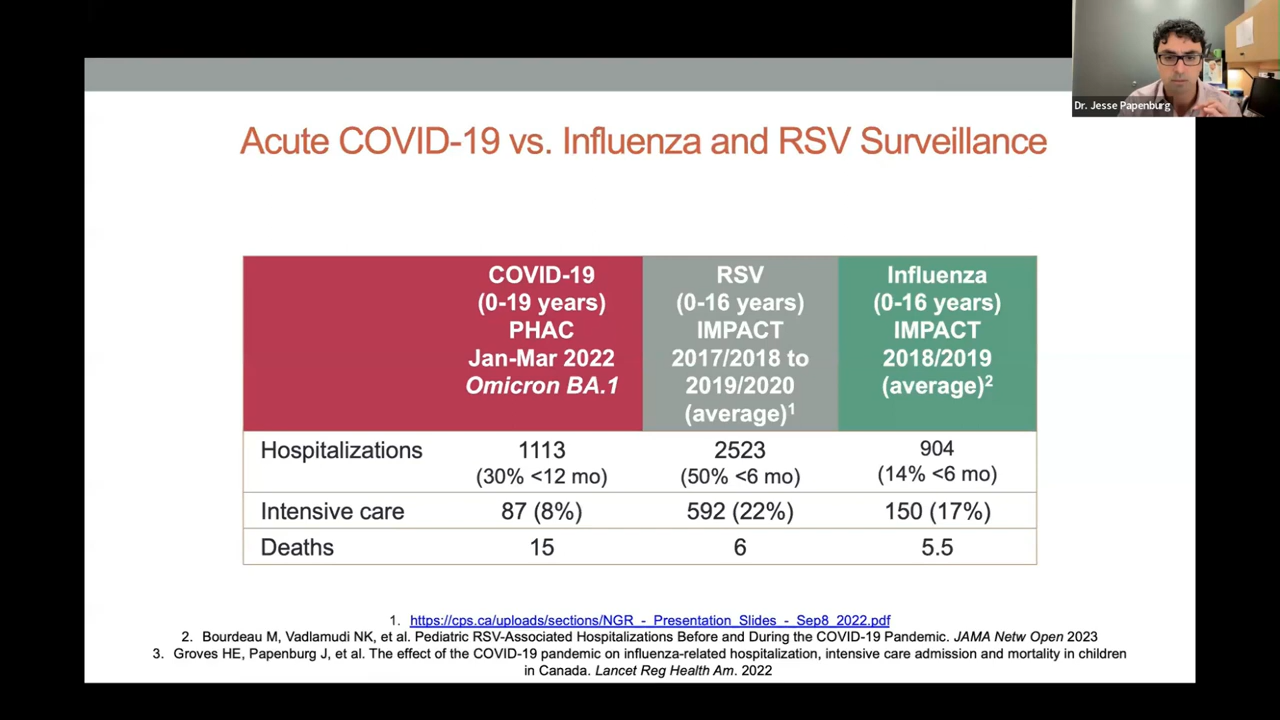 Dr. Jesse Papenburg
Acute COVID-19 vs. Influenza and RSV Surveillance
COVID-19
(0-19 years)
PHAC
Jan-Mar 2022
Omicron BA.1
RSV
(0-16 years)
IMPACT
2017/2018 to
2019/2020
(average)1
Influenza
(0-16 years)
IMPACT
2018/2019
(average)2
Hospitalizations
1113
(30% <12 mo)
2523
(50% <6 mo)
904
(14% <6 mo)
Intensive care
87 (8%)
592 (22%)
150 (17%)
Deaths
15
6
5.5
1. https://cps.ca/uploads/sections/NGR_-_Presentation_Slides_-_Sep8_2022.pdf
2. Bourdeau M, Vadlamudi NK, et al. Pediatric RSV-Associated Hospitalizations Before and During the COVID-19 Pandemic. JAMA Netw Open 2023
3. Groves HE, Papenburg J, et al. The effect of the COVID-19 pandemic on influenza-related hospitalization, intensive care admission and mortality in children
in Canada. Lancet Reg Health Am. 2022